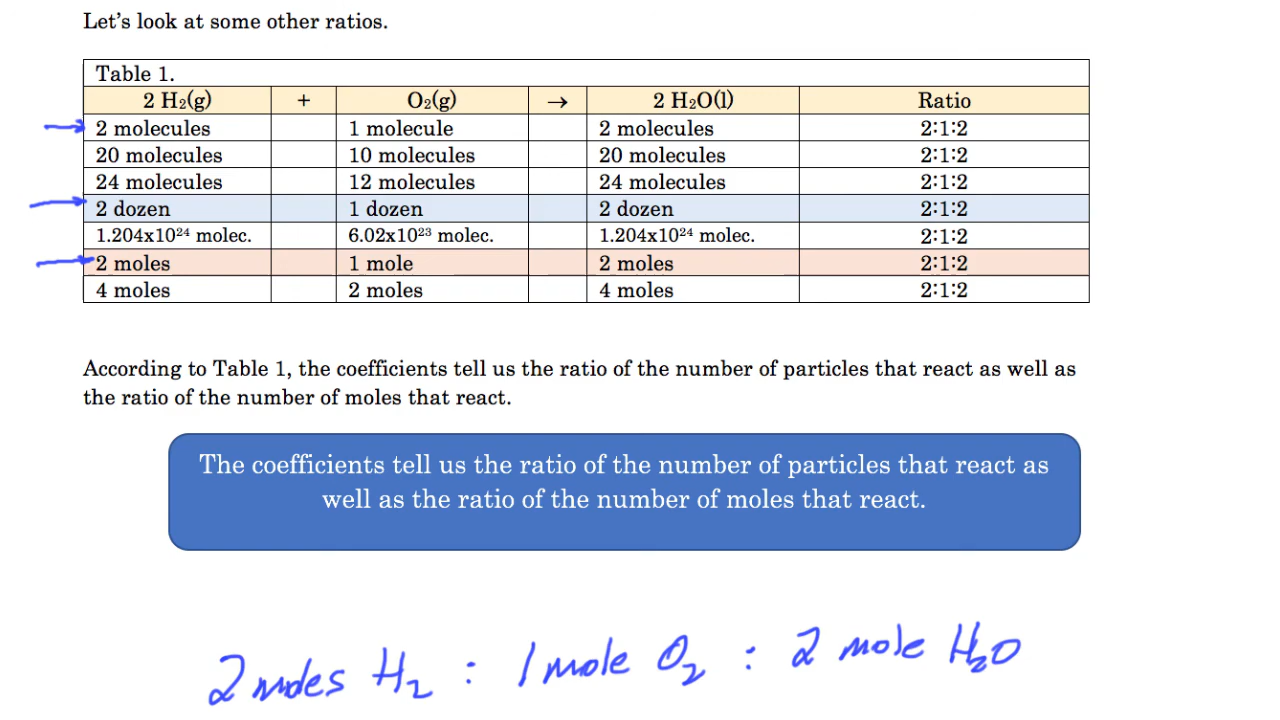 Let's look at some other ratios.
Table 1.
2 H₂(g) + O₂(g) → 2 H₂O(l) Ratio
2 molecules 1 molecule 2 molecules 2:1:2
20 molecules 10 molecules 20 molecules 2:1:2
24 molecules 12 molecules 24 molecules 2:1:2
2 dozen 1 dozen 2 dozen 2:1:2
1.204x10²⁴ molec. 6.02x10²³ molec. 1.204x10²⁴ molec. 2:1:2
2 moles 1 mole 2 moles 2:1:2
4 moles 2 moles 4 moles 2:1:2
According to Table 1, the coefficients tell us the ratio of the number of particles that react as well as
the ratio of the number of moles that react.
The coefficients tell us the ratio of the number of particles that react as
well as the ratio of the number of moles that react.
2 moles H₂ : 1 mole O₂ : 2 mole H₂O